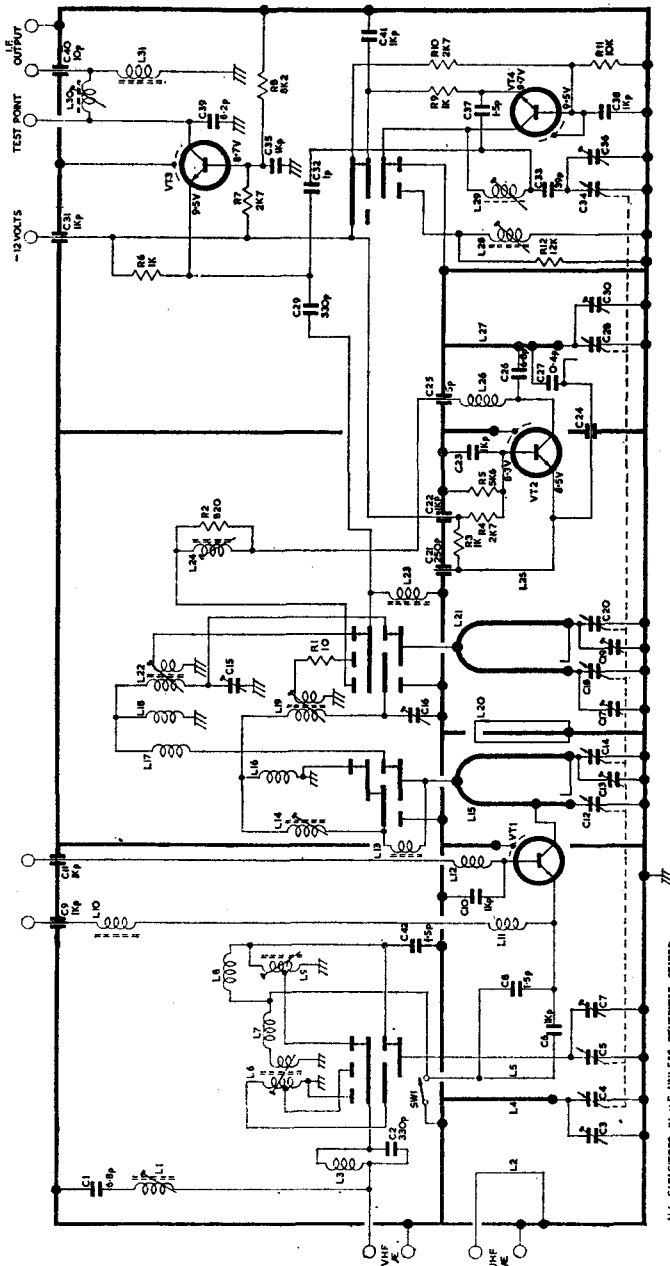 I.F. OUTPUT
TEST POINT
-12 VOLTS
C40
10p
L31
L30
C39
8·2p
R8
8K2
C41
1Kp
R10
2K7
R11
10K
R9
1K
C37
1·5p
VT4
9·7V
9·5V
C38
1Kp
VT3
8·7V
9·5V
C35
1Kp
C32
1p
R7
2K7
C31
1Kp
R6
1K
C29
330p
L29
C33
39p
C36
C34
L28
R12
12K
C30
C28
L27
C25
5p
L26
C26
6·8p
C27
0·4p
C24
C23
1Kp
VT2
8·5V
R5
5K6
R4
2K7
R3
1K
C22
1Kp
C21
250p
L25
R2
820
L24
L23
L22
C15
R1
10
L18
L19
L17
C16
L16
L14
L13
L21
C20
C19
C18
C17
L20
C14
C13
C12
L15
C11
1Kp
L12
VT1
C10
1Kp
C9
1Kp
L10
L11
C42
1·5p
L8
L7
L6
C8
1·5p
C6
1Kp
C7
C5
L5
L4
C4
C3
SW1
C2
330p
L3
C1
6·8p
L1
L2
VHF
Æ
UHF
Æ